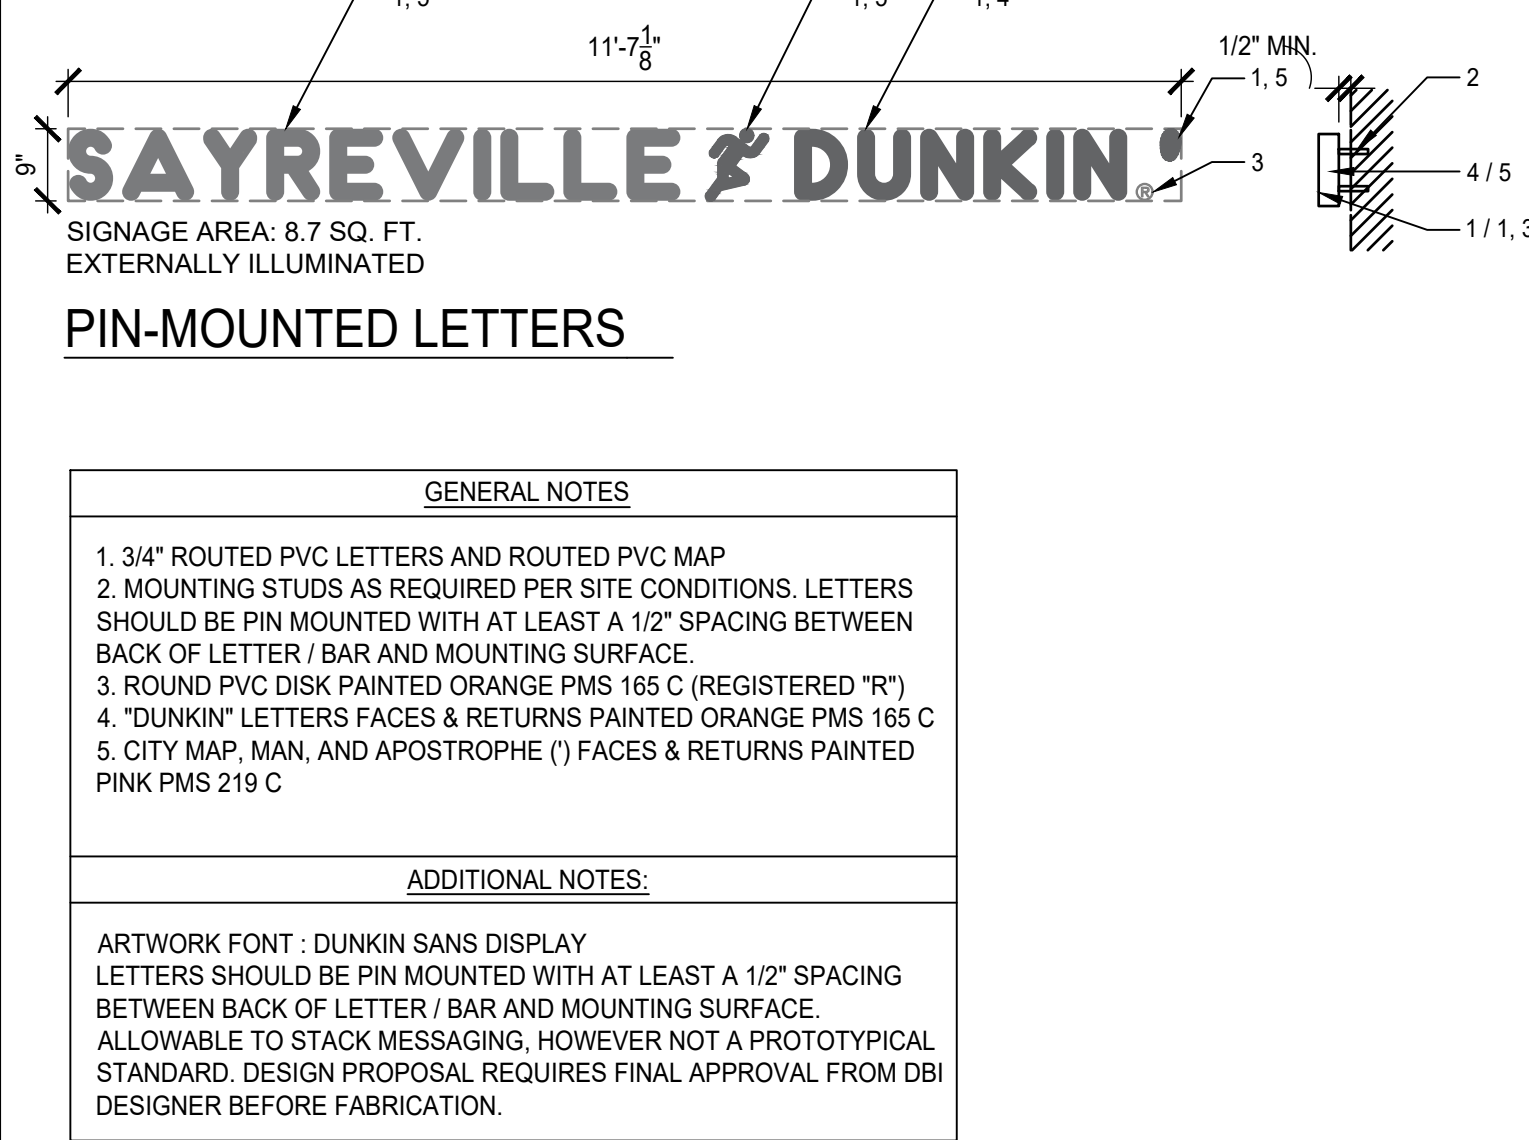 1, 5
1, 5
1, 4
11'-7 1/8"
1/2" MIN.
1, 5
2
9"
SAYREVILLE DUNKIN'
®
3
4 / 5
1 / 1, 3
SIGNAGE AREA: 8.7 SQ. FT.
EXTERNALLY ILLUMINATED
PIN-MOUNTED LETTERS
GENERAL NOTES
1. 3/4" ROUTED PVC LETTERS AND ROUTED PVC MAP
2. MOUNTING STUDS AS REQUIRED PER SITE CONDITIONS. LETTERS
SHOULD BE PIN MOUNTED WITH AT LEAST A 1/2" SPACING BETWEEN
BACK OF LETTER / BAR AND MOUNTING SURFACE.
3. ROUND PVC DISK PAINTED ORANGE PMS 165 C (REGISTERED "R")
4. "DUNKIN" LETTERS FACES & RETURNS PAINTED ORANGE PMS 165 C
5. CITY MAP, MAN, AND APOSTROPHE (') FACES & RETURNS PAINTED
PINK PMS 219 C
ADDITIONAL NOTES:
ARTWORK FONT : DUNKIN SANS DISPLAY
LETTERS SHOULD BE PIN MOUNTED WITH AT LEAST A 1/2" SPACING
BETWEEN BACK OF LETTER / BAR AND MOUNTING SURFACE.
ALLOWABLE TO STACK MESSAGING, HOWEVER NOT A PROTOTYPICAL
STANDARD. DESIGN PROPOSAL REQUIRES FINAL APPROVAL FROM DBI
DESIGNER BEFORE FABRICATION.